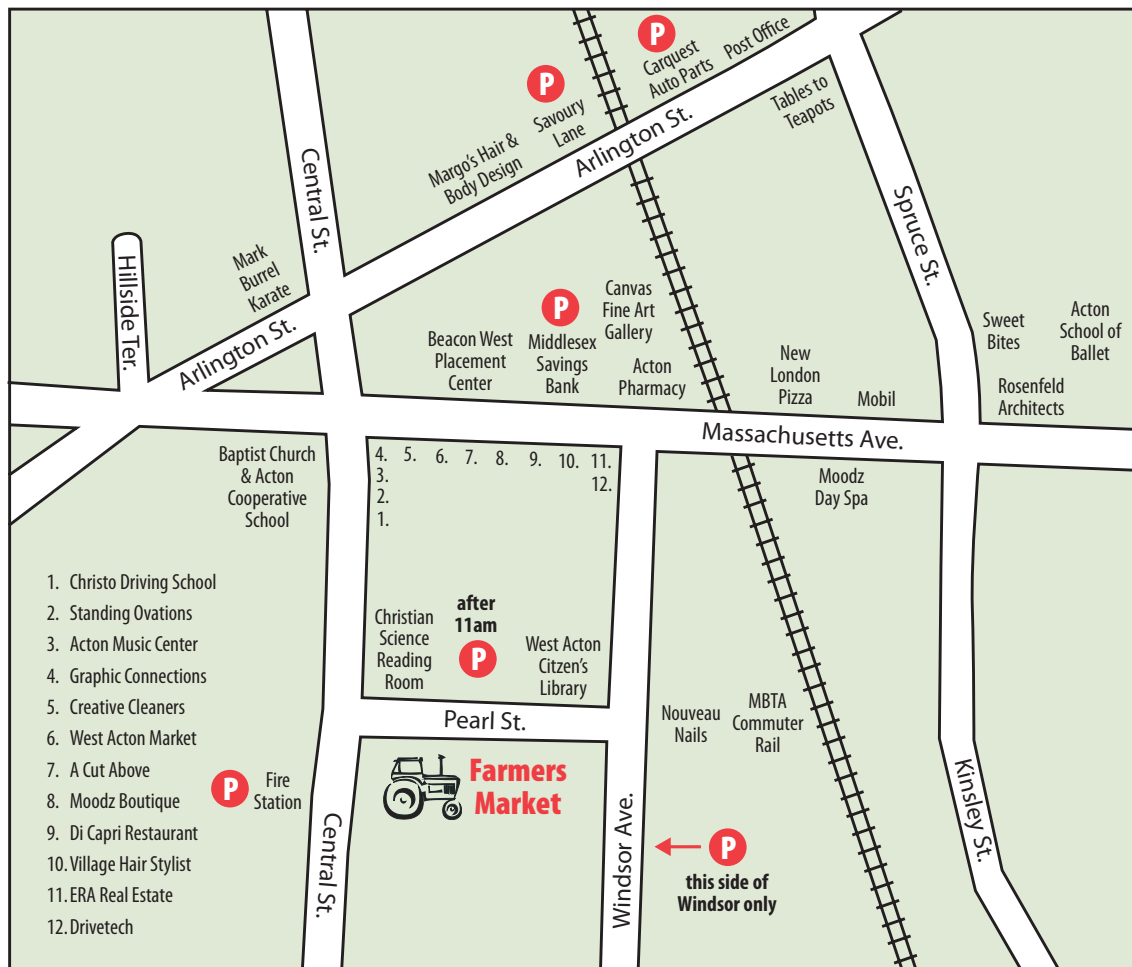 P
Carquest
Auto Parts
Post Office
P
Savoury
Lane
Tables to
Teapots
Margo's Hair &
Body Design
Arlington St.
Central St.
Spruce St.
Hillside Ter.
Mark
Burrel
Karate
Arlington St.
P
Canvas
Fine Art
Gallery
Beacon West
Placement
Center
Middlesex
Savings
Bank
Acton
Pharmacy
New
London
Pizza
Mobil
Sweet
Bites
Acton
School of
Ballet
Rosenfeld
Architects
Massachusetts Ave.
Baptist Church
& Acton
Cooperative
School
4. 5. 6. 7. 8. 9. 10. 11.
3.
12.
2.
1.
Moodz
Day Spa
1. Christo Driving School
2. Standing Ovations
3. Acton Music Center
4. Graphic Connections
5. Creative Cleaners
6. West Acton Market
7. A Cut Above
8. Moodz Boutique
9. Di Capri Restaurant
10. Village Hair Stylist
11. ERA Real Estate
12. Drivetech
Christian
Science
Reading
Room
after
11am
P
West Acton
Citzen's
Library
Pearl St.
Nouveau
Nails
MBTA
Commuter
Rail
P
Fire
Station
Farmers
Market
Central St.
Windsor Ave.
P
this side of
Windsor only
Kinsley St.